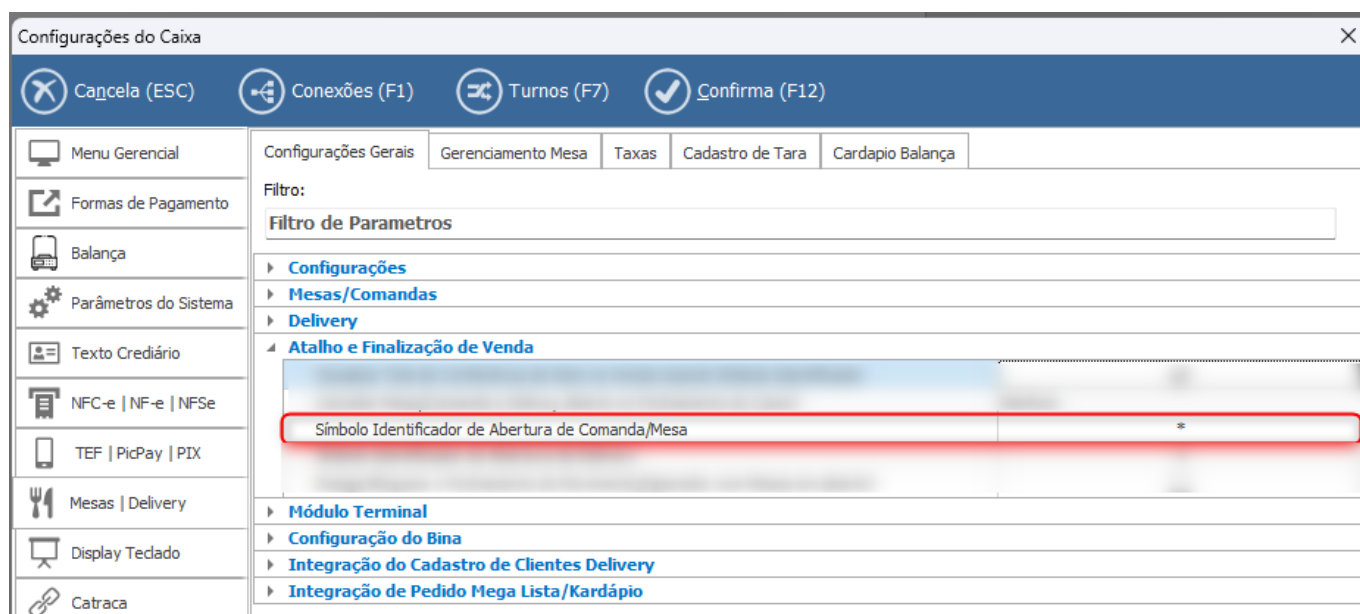 Configurações do Caixa
Cancela (ESC) Conexões (F1) Turnos (F7) Confirma (F12)
Menu Gerencial
Formas de Pagamento
Balança
Parâmetros do Sistema
Texto Crediário
NFC-e | NF-e | NFSe
TEF | PicPay | PIX
Mesas | Delivery
Display Teclado
Catraca
Configurações Gerais Gerenciamento Mesa Taxas Cadastro de Tara Cardapio Balança
Filtro:
Filtro de Parametros
Configurações
Mesas/Comandas
Delivery
Atalho e Finalização de Venda
Símbolo Identificador de Abertura de Comanda/Mesa *
Módulo Terminal
Configuração do Bina
Integração do Cadastro de Clientes Delivery
Integração de Pedido Mega Lista/Kardápio